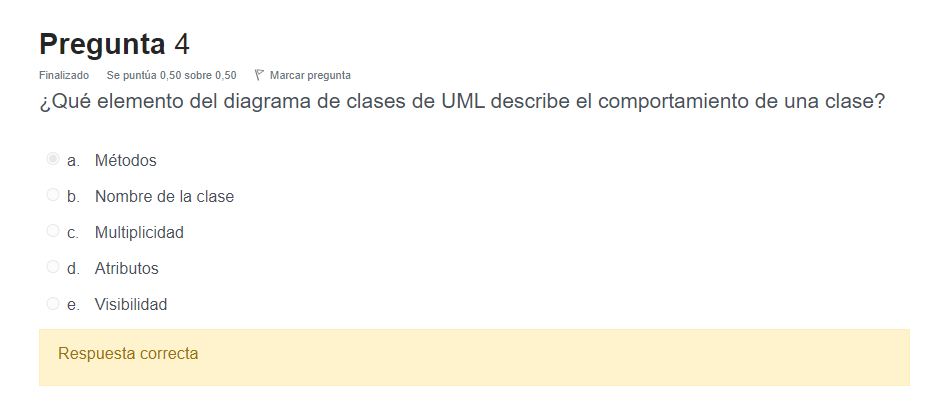 Pregunta 4
Finalizado Se puntúa 0,50 sobre 0,50 Marcar pregunta
¿Qué elemento del diagrama de clases de UML describe el comportamiento de una clase?
a. Métodos
b. Nombre de la clase
c. Multiplicidad
d. Atributos
e. Visibilidad
Respuesta correcta